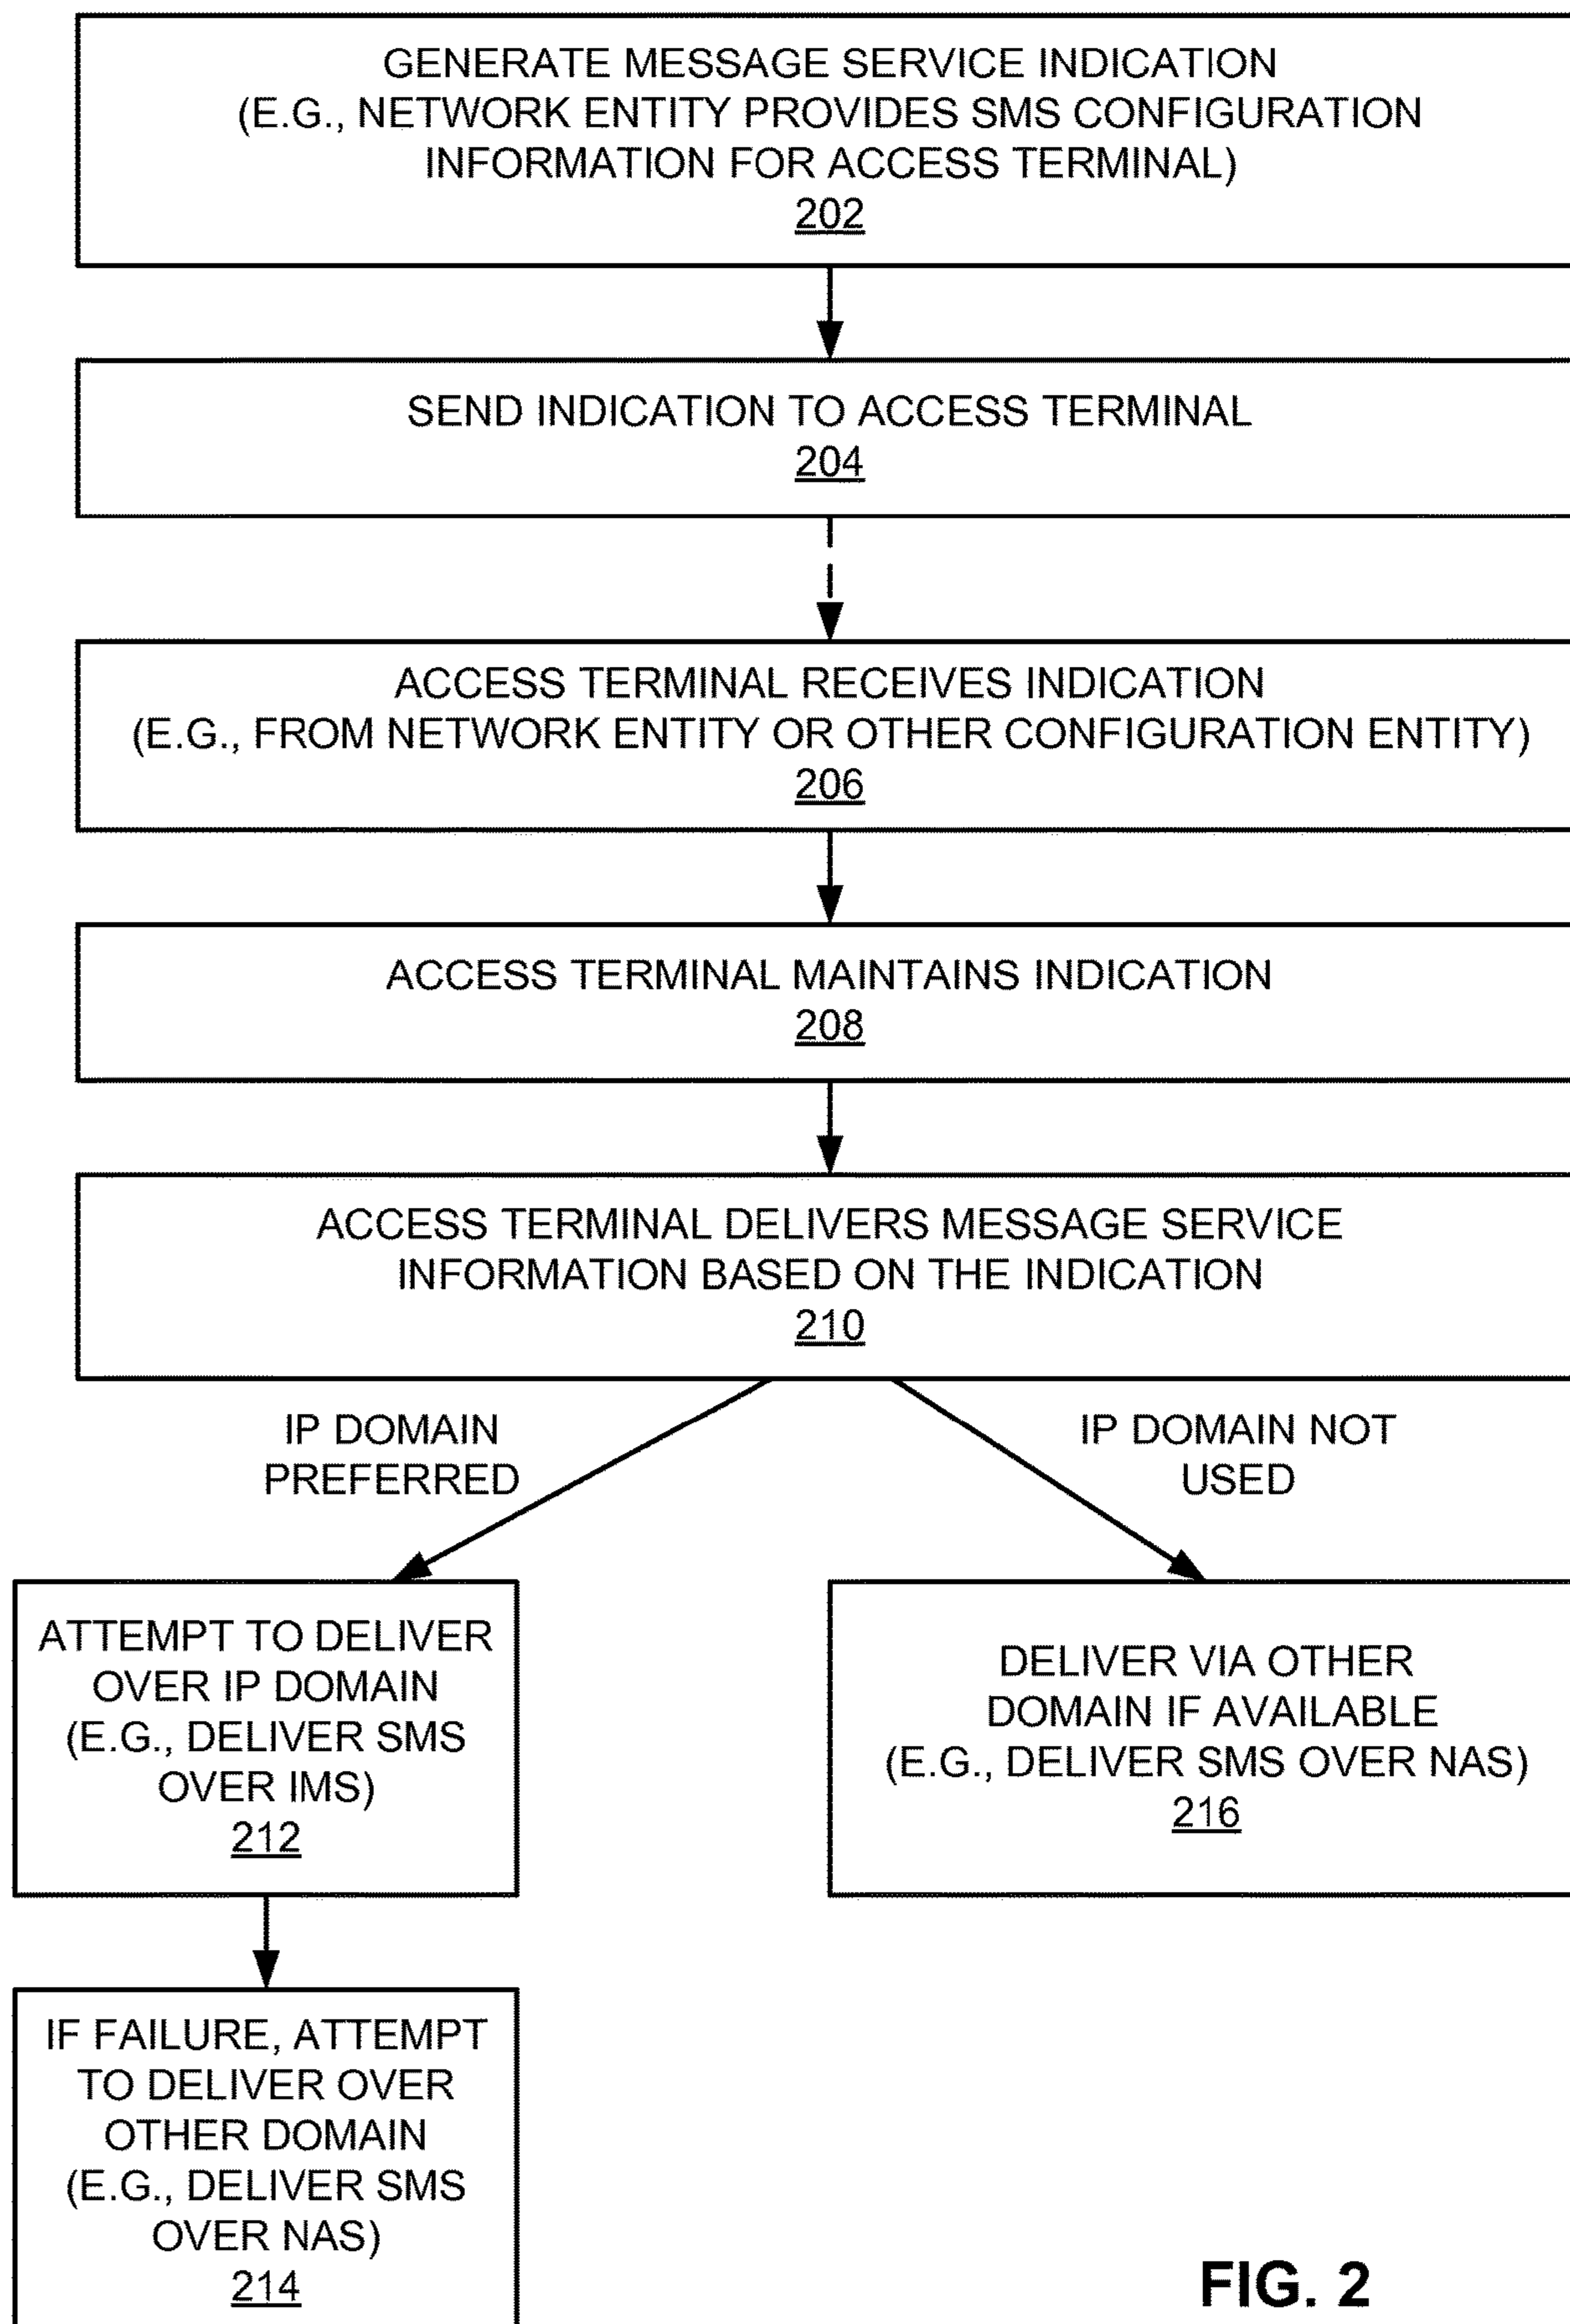 GENERATE MESSAGE SERVICE INDICATION
(E.G., NETWORK ENTITY PROVIDES SMS CONFIGURATION
INFORMATION FOR ACCESS TERMINAL)
202
SEND INDICATION TO ACCESS TERMINAL
204
ACCESS TERMINAL RECEIVES INDICATION
(E.G., FROM NETWORK ENTITY OR OTHER CONFIGURATION ENTITY)
206
ACCESS TERMINAL MAINTAINS INDICATION
208
ACCESS TERMINAL DELIVERS MESSAGE SERVICE
INFORMATION BASED ON THE INDICATION
210
IP DOMAIN
PREFERRED
IP DOMAIN NOT
USED
ATTEMPT TO DELIVER
OVER IP DOMAIN
(E.G., DELIVER SMS
OVER IMS)
212
DELIVER VIA OTHER
DOMAIN IF AVAILABLE
(E.G., DELIVER SMS OVER NAS)
216
IF FAILURE, ATTEMPT
TO DELIVER OVER
OTHER DOMAIN
(E.G., DELIVER SMS
OVER NAS)
214
FIG. 2